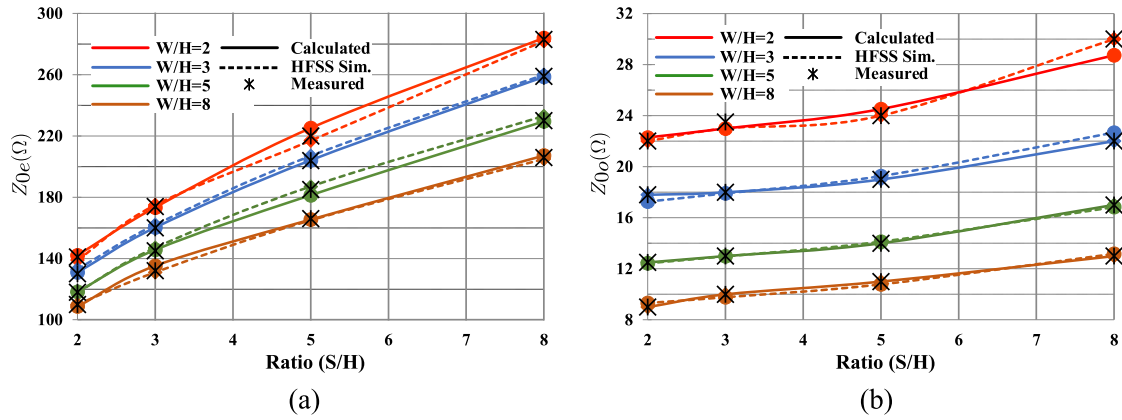 300
260
220
180
140
100
Z0e(Ω)
W/H=2
W/H=3
W/H=5
W/H=8
Calculated
HFSS Sim.
Measured
2 3 4 5 6 7 8
Ratio (S/H)
(a)
32
28
24
20
16
12
8
Z0o(Ω)
W/H=2
W/H=3
W/H=5
W/H=8
Calculated
HFSS Sim.
Measured
2 3 4 5 6 7 8
Ratio (S/H)
(b)